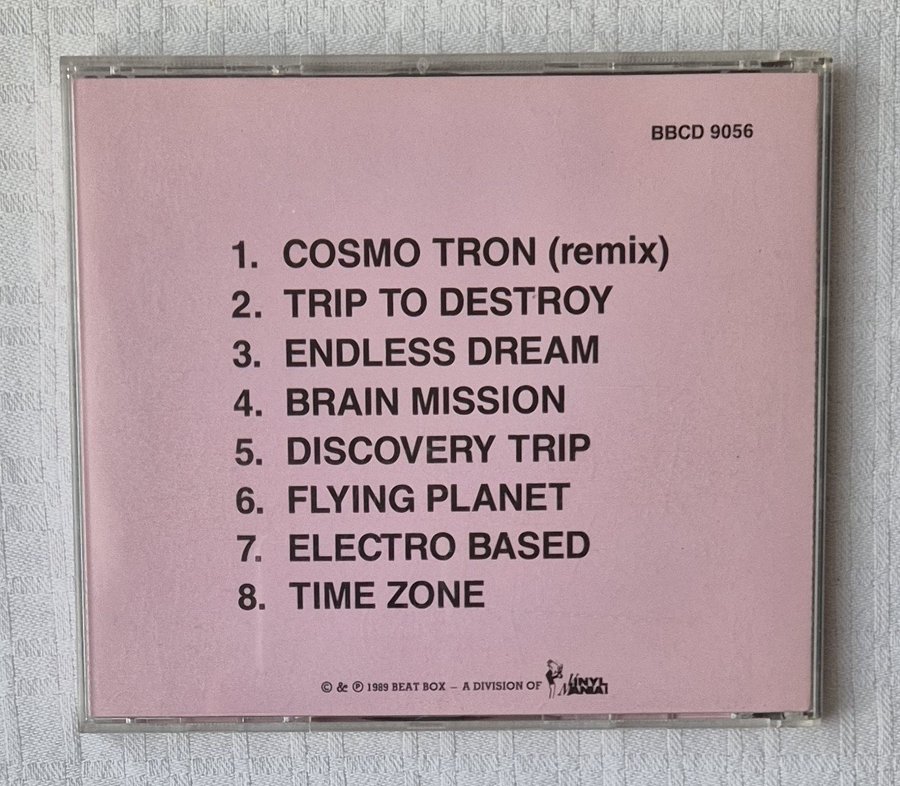 BBCD 9056
1. COSMO TRON (remix)
2. TRIP TO DESTROY
3. ENDLESS DREAM
4. BRAIN MISSION
5. DISCOVERY TRIP
6. FLYING PLANET
7. ELECTRO BASED
8. TIME ZONE
© & ℗ 1989 BEAT BOX – A DIVISION OF VINYL MANIA!